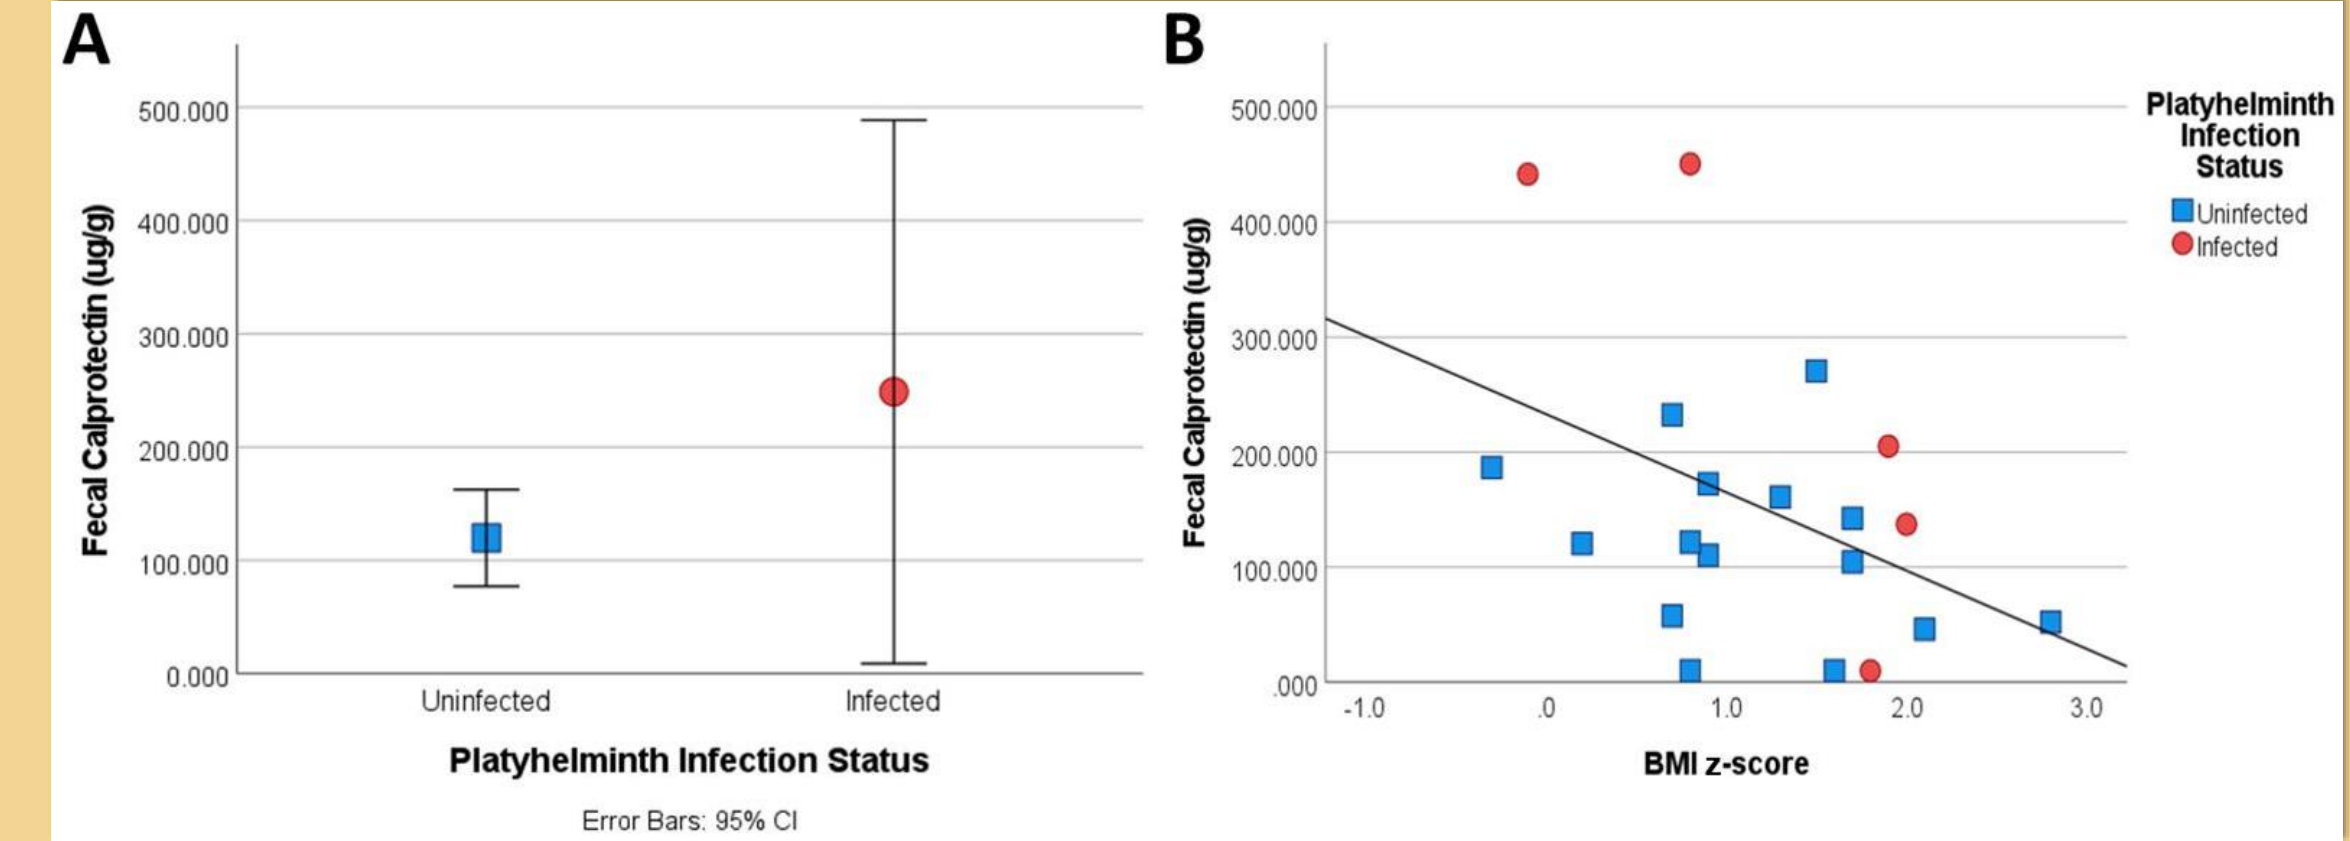 A
500.000
400.000
300.000
200.000
100.000
0.000
Fecal Calprotectin (ug/g)
Uninfected
Infected
Platyhelminth Infection Status
Error Bars: 95% CI
B
500.000
400.000
300.000
200.000
100.000
.000
Fecal Calprotectin (ug/g)
-1.0
.0
1.0
2.0
3.0
BMI z-score
Platyhelminth
Infection
Status
Uninfected
Infected